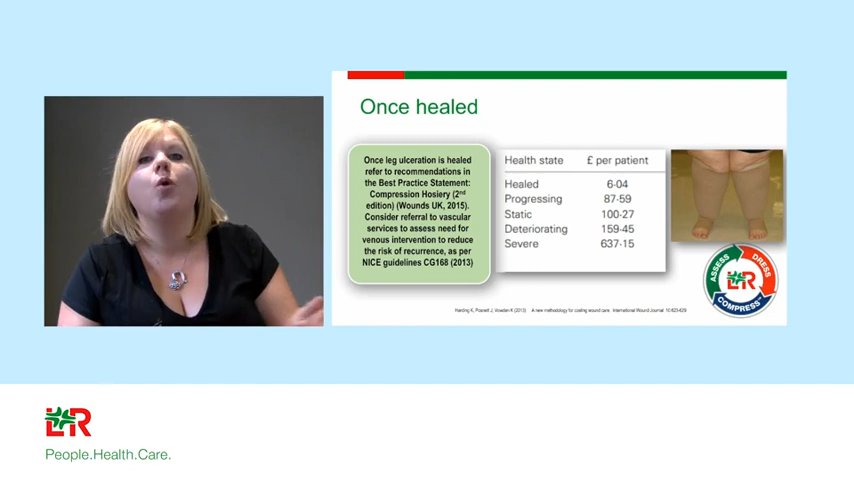 Once healed
Once leg ulceration is healed
refer to recommendations in
the Best Practice Statement:
Compression Hosiery (2nd
edition) (Wounds UK, 2015).
Consider referral to vascular
services to assess need for
venous intervention to reduce
the risk of recurrence, as per
NICE guidelines CG168 (2013)
Health state £ per patient
Healed 6·04
Progressing 87·59
Static 100·27
Deteriorating 159·45
Severe 637·15
ASSESS
DRESS
COMPRESS
L&R
Harding K, Posnett J, Vowden K (2013) A new methodology for costing wound care. International Wound Journal 10:623-629
L&R
People.Health.Care.